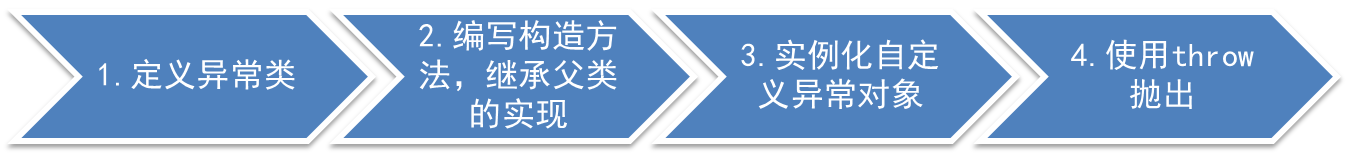 1.定义异常类
2.编写构造方
法，继承父类
的实现
3.实例化自定
义异常对象
4.使用throw
抛出